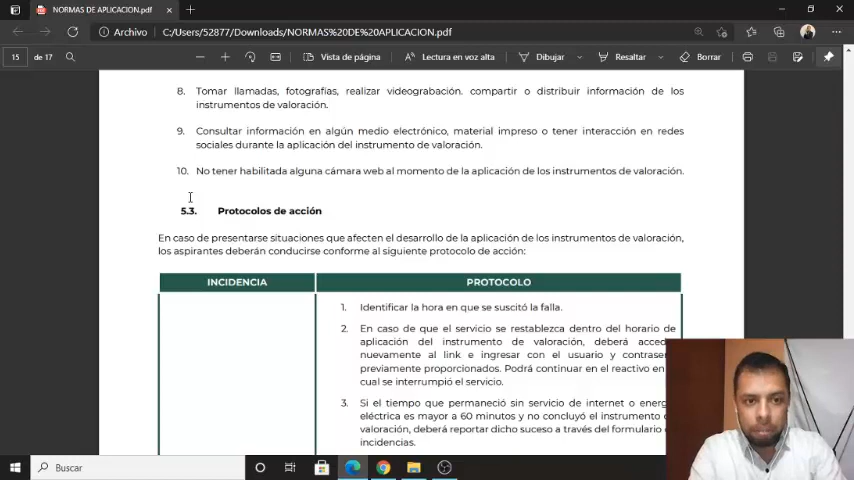 NORMAS DE APLICACION.pdf
Archivo C:/Users/52877/Downloads/NORMAS%20DE%20APLICACION.pdf
15 de 17 Vista de página Lectura en voz alta Dibujar Resaltar Borrar
8. Tomar llamadas, fotografías, realizar videograbación. compartir o distribuir información de los
instrumentos de valoración.
9. Consultar información en algún medio electrónico, material impreso o tener interacción en redes
sociales durante la aplicación del instrumento de valoración.
10. No tener habilitada alguna cámara web al momento de la aplicación de los instrumentos de valoración.
5.3. Protocolos de acción
En caso de presentarse situaciones que afecten el desarrollo de la aplicación de los instrumentos de valoración,
los aspirantes deberán conducirse conforme al siguiente protocolo de acción:
INCIDENCIA PROTOCOLO
1. Identificar la hora en que se suscitó la falla.
2. En caso de que el servicio se restablezca dentro del horario de
aplicación del instrumento de valoración, deberá
nuevamente al link e ingresar con el usuario y
previamente proporcionados. Podrá continuar en el reactivo en
cual se interrumpió el servicio.
3. Si el tiempo que permaneció sin servicio de internet o
eléctrica es mayor a 60 minutos y no concluyó el instrumento
valoración, deberá reportar dicho suceso a través del formulario
incidencias.
Buscar